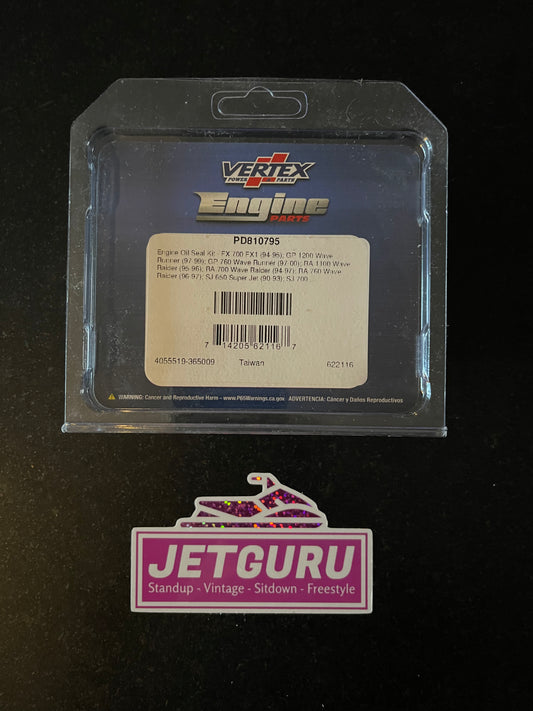 VERTEX
POWER PARTS
Engine
PARTS
PD810795
Engine Oil Seal Kit - FX 700 FX1 (94-95); GP 1200 Wave
Runner (97-99); GP 760 Wave Runner (97-00); RA 1100 Wave
Raider (95-96); RA 700 Wave Raider (94-97); RA 760 Wave
Raider (96-97); SJ 650 Super Jet (90-93); SJ 700 ...
7 14205 62116 7
4055519-365009 Taiwan 622116
WARNING: Cancer and Reproductive Harm - www.P65Warnings.ca.gov ADVERTENCIA: Cáncer y Daños Reproductivos
JETGURU
Standup - Vintage - Sitdown - Freestyle